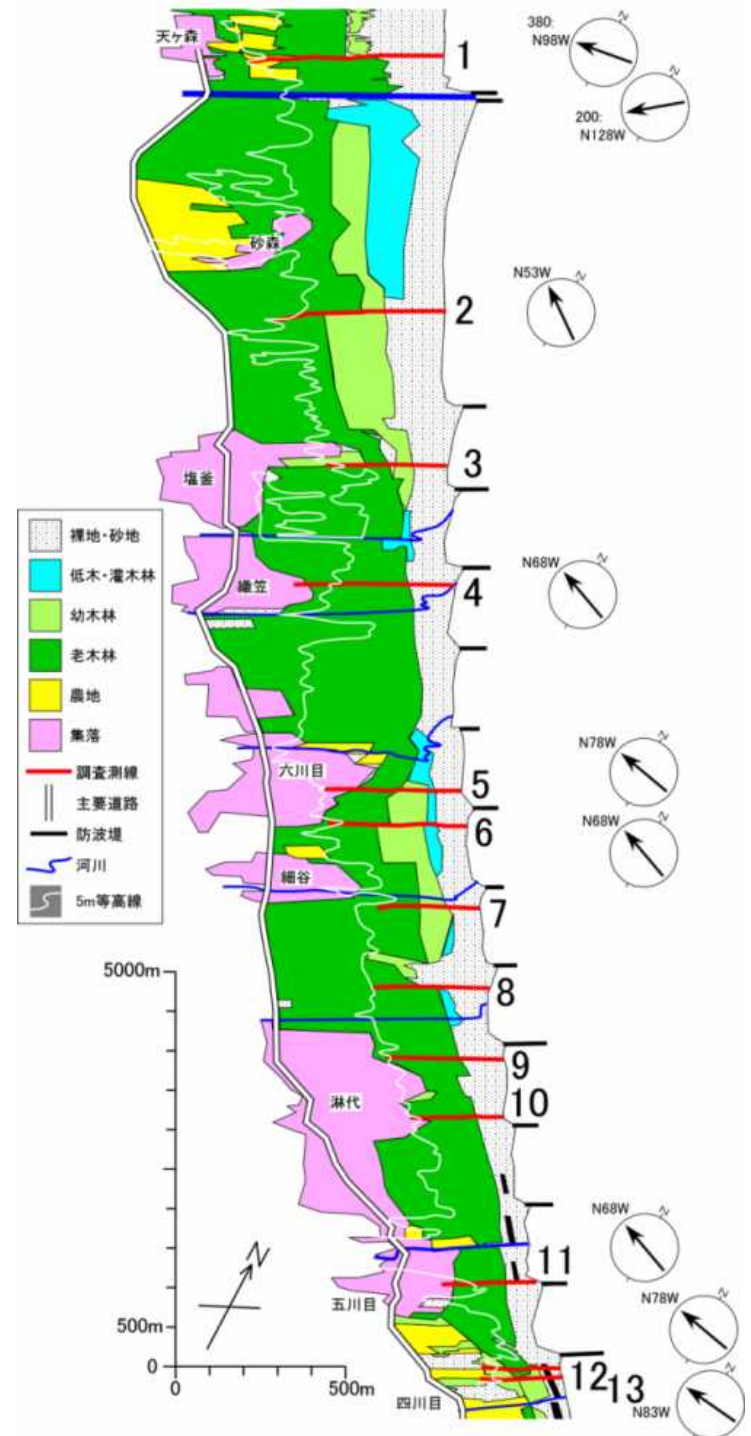 天ヶ森
1
380:
N98W
N
200:
N128W
N
砂森
2
N53W
N
塩釜
3
裸地・砂地
低木・灌木林
幼木林
老木林
農地
集落
調査測線
主要道路
防波堤
河川
5m等高線
織笠
4
N68W
N
六川目
5
N78W
N
6
N68W
N
細谷
7
5000m
8
9
淋代
10
N
11
N68W
N
五川目
500m
0
0
500m
12
13
四川目
N78W
N
N83W
N